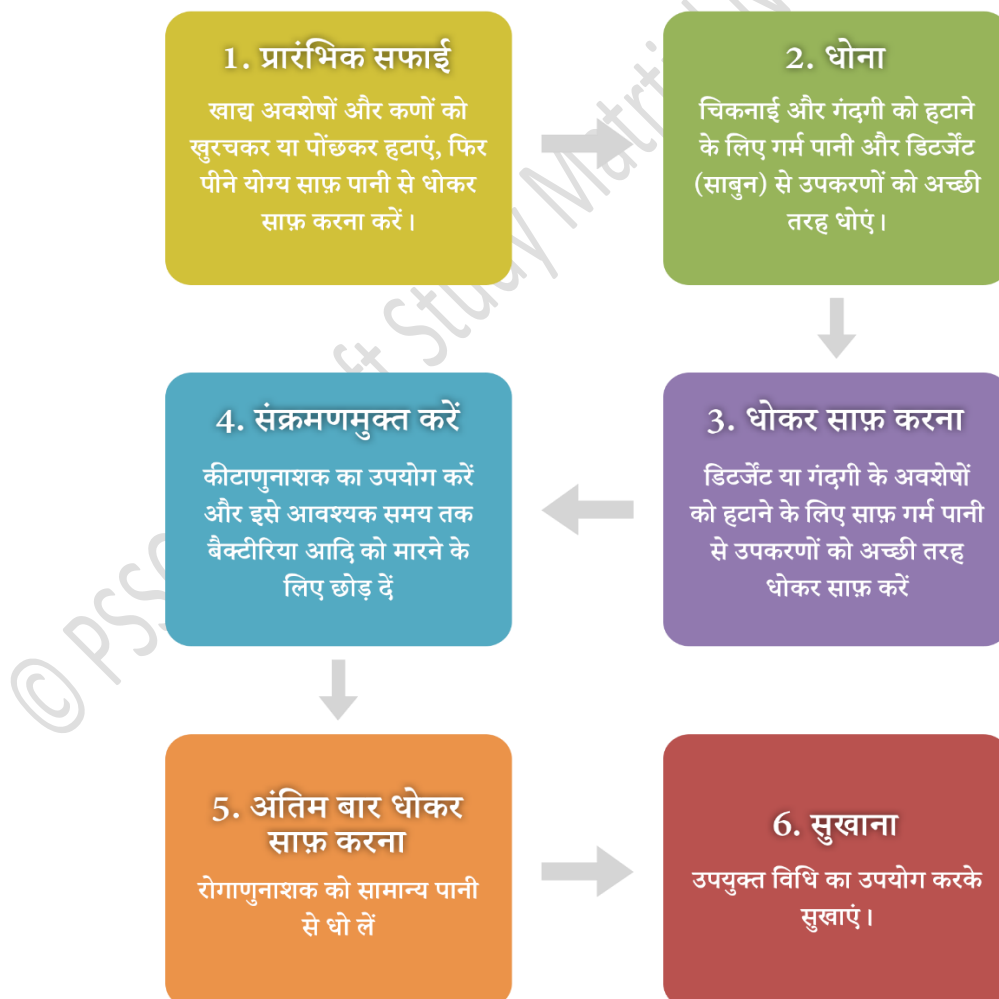 1. प्रारंभिक सफाई
खाद्य अवशेषों और कणों को
खुरचकर या पोंछकर हटाएं, फिर
पीने योग्य साफ़ पानी से धोकर
साफ़ करना करें।
2. धोना
चिकनाई और गंदगी को हटाने
के लिए गर्म पानी और डिटर्जेंट
(साबुन) से उपकरणों को अच्छी
तरह धोएं।
3. धोकर साफ़ करना
डिटर्जेंट या गंदगी के अवशेषों
को हटाने के लिए साफ़ गर्म पानी
से उपकरणों को अच्छी तरह
धोकर साफ़ करें
4. संक्रमणमुक्त करें
कीटाणुनाशक का उपयोग करें
और इसे आवश्यक समय तक
बैक्टीरिया आदि को मारने के
लिए छोड़ दें
5. अंतिम बार धोकर
साफ़ करना
रोगाणुनाशक को सामान्य पानी
से धो लें
6. सुखाना
उपयुक्त विधि का उपयोग करके
सुखाएं।
© PSS
Study